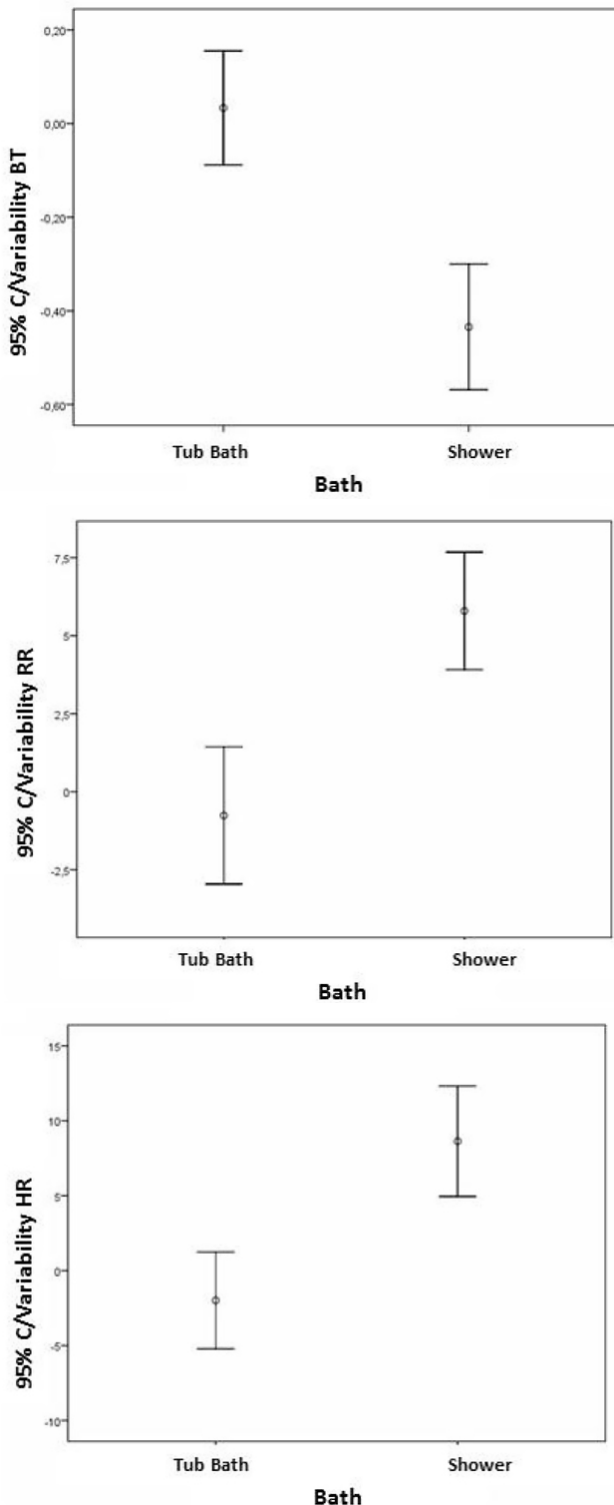 95% C/Variability BT
0,20
0,00
-0,20
-0,40
-0,60
Tub Bath Shower
Bath
95% C/Variability RR
7,5
5
2,5
0
-2,5
Tub Bath Shower
Bath
95% C/Variability HR
15
10
5
0
-5
-10
Tub Bath Shower
Bath